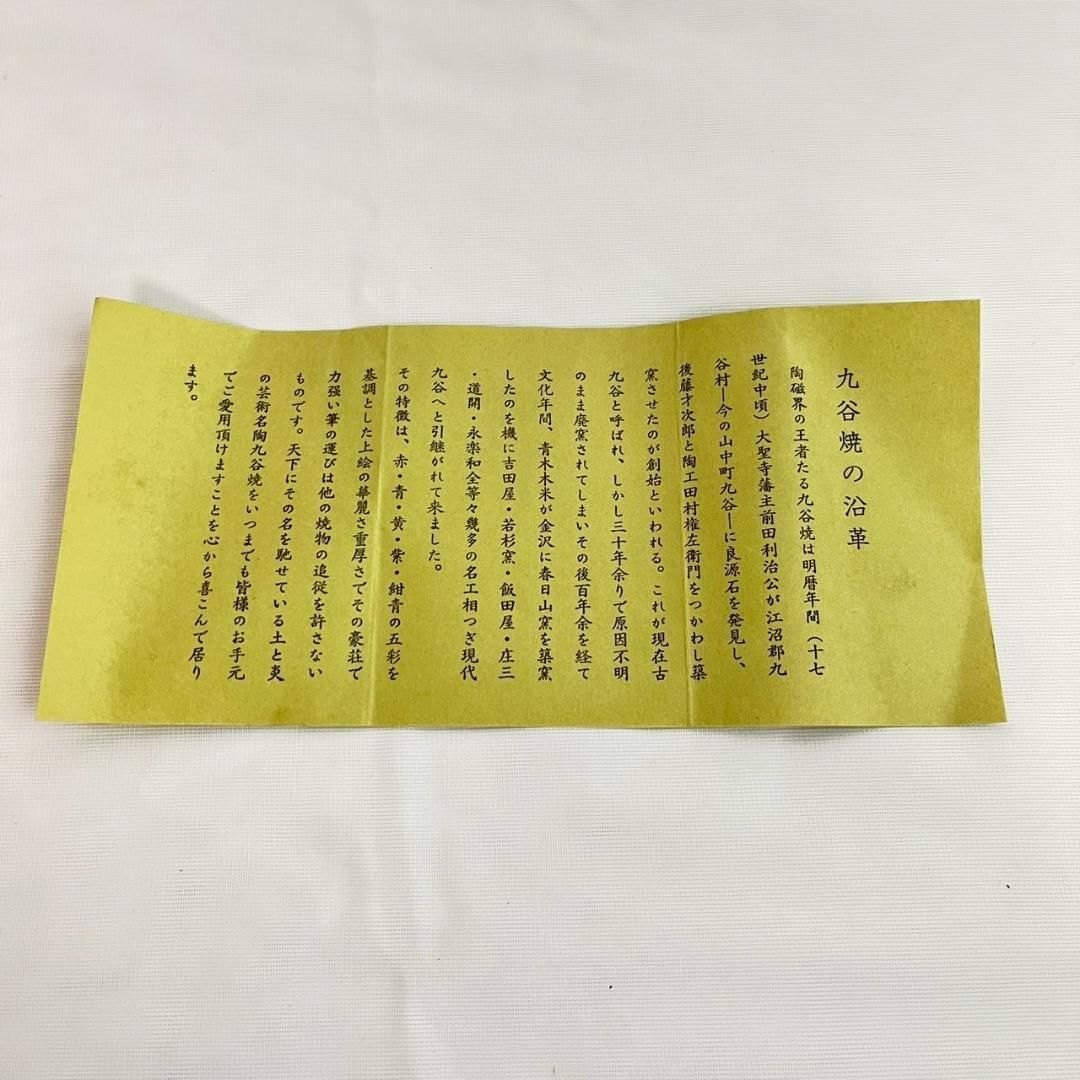 九谷焼の沿革
陶磁界の王者たる九谷焼は明暦年間（十七
世紀中頃）大聖寺藩主前田利治公が江沼郡九
谷村—今の山中町九谷—に良源石を発見し、
後藤才次郎と陶工田村権左衛門をつかわし築
窯させたのが創始といわれる。これが現在古
九谷と呼ばれ、しかし三十年余りで原因不明
のまま廃窯されてしまいその後百年余を経て
文化年間、青木木米が金沢に春日山窯を築窯
したのを機に吉田屋・若杉窯・飯田屋・庄三
・道開・永楽和全等々幾多の名工相つぎ現代
九谷へと引継がれて来ました。
その特徴は、赤・青・黄・紫・紺青の五彩を
基調とした上絵の華麗さ重厚さでその豪荘で
力强い筆の運びは他の焼物の追従を許さない
ものです。天下にその名を馳せている土と炎
の芸術名陶九谷焼をいつまでも皆様のお手元
でご愛用頂けますことを心から喜こんで居り
ます。